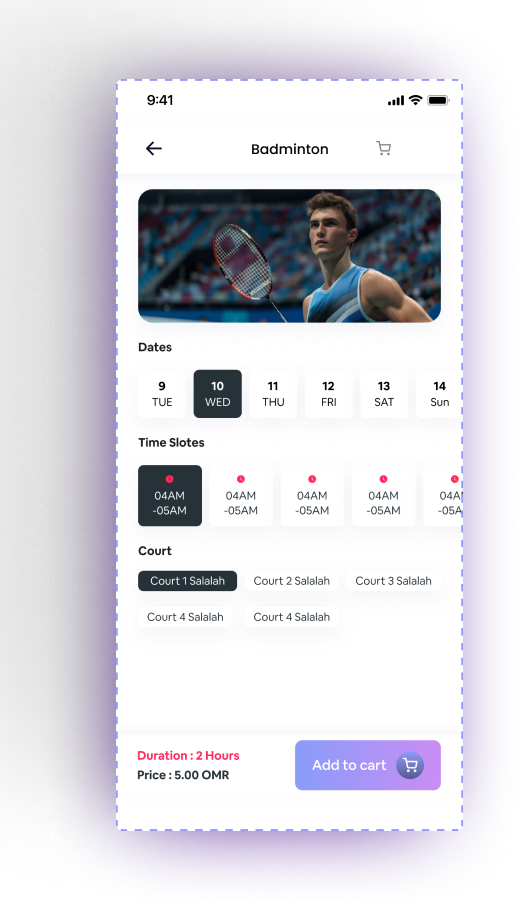 9:41
Badminton
Dates
9 10 11 12 13 14
TUE WED THU FRI SAT Sun
Time Slotes
04AM 04AM 04AM 04AM 04A
-05AM -05AM -05AM -05AM -05A
Court
Court 1 Salalah Court 2 Salalah Court 3 Salalah
Court 4 Salalah Court 4 Salalah
Duration : 2 Hours
Price : 5.00 OMR
Add to cart